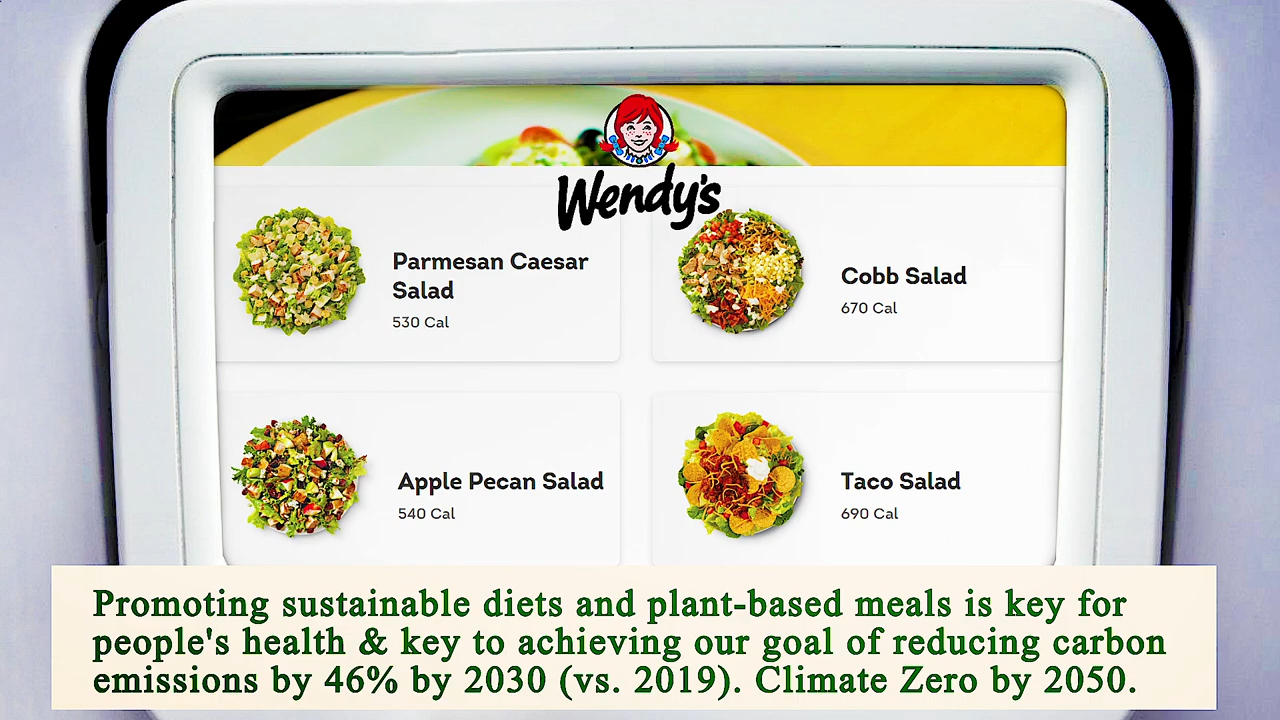 Wendy's
Parmesan Caesar
Salad
530 Cal
Cobb Salad
670 Cal
Apple Pecan Salad
540 Cal
Taco Salad
690 Cal
Promoting sustainable diets and plant-based meals is key for
people's health & key to achieving our goal of reducing carbon
emissions by 46% by 2030 (vs. 2019). Climate Zero by 2050.